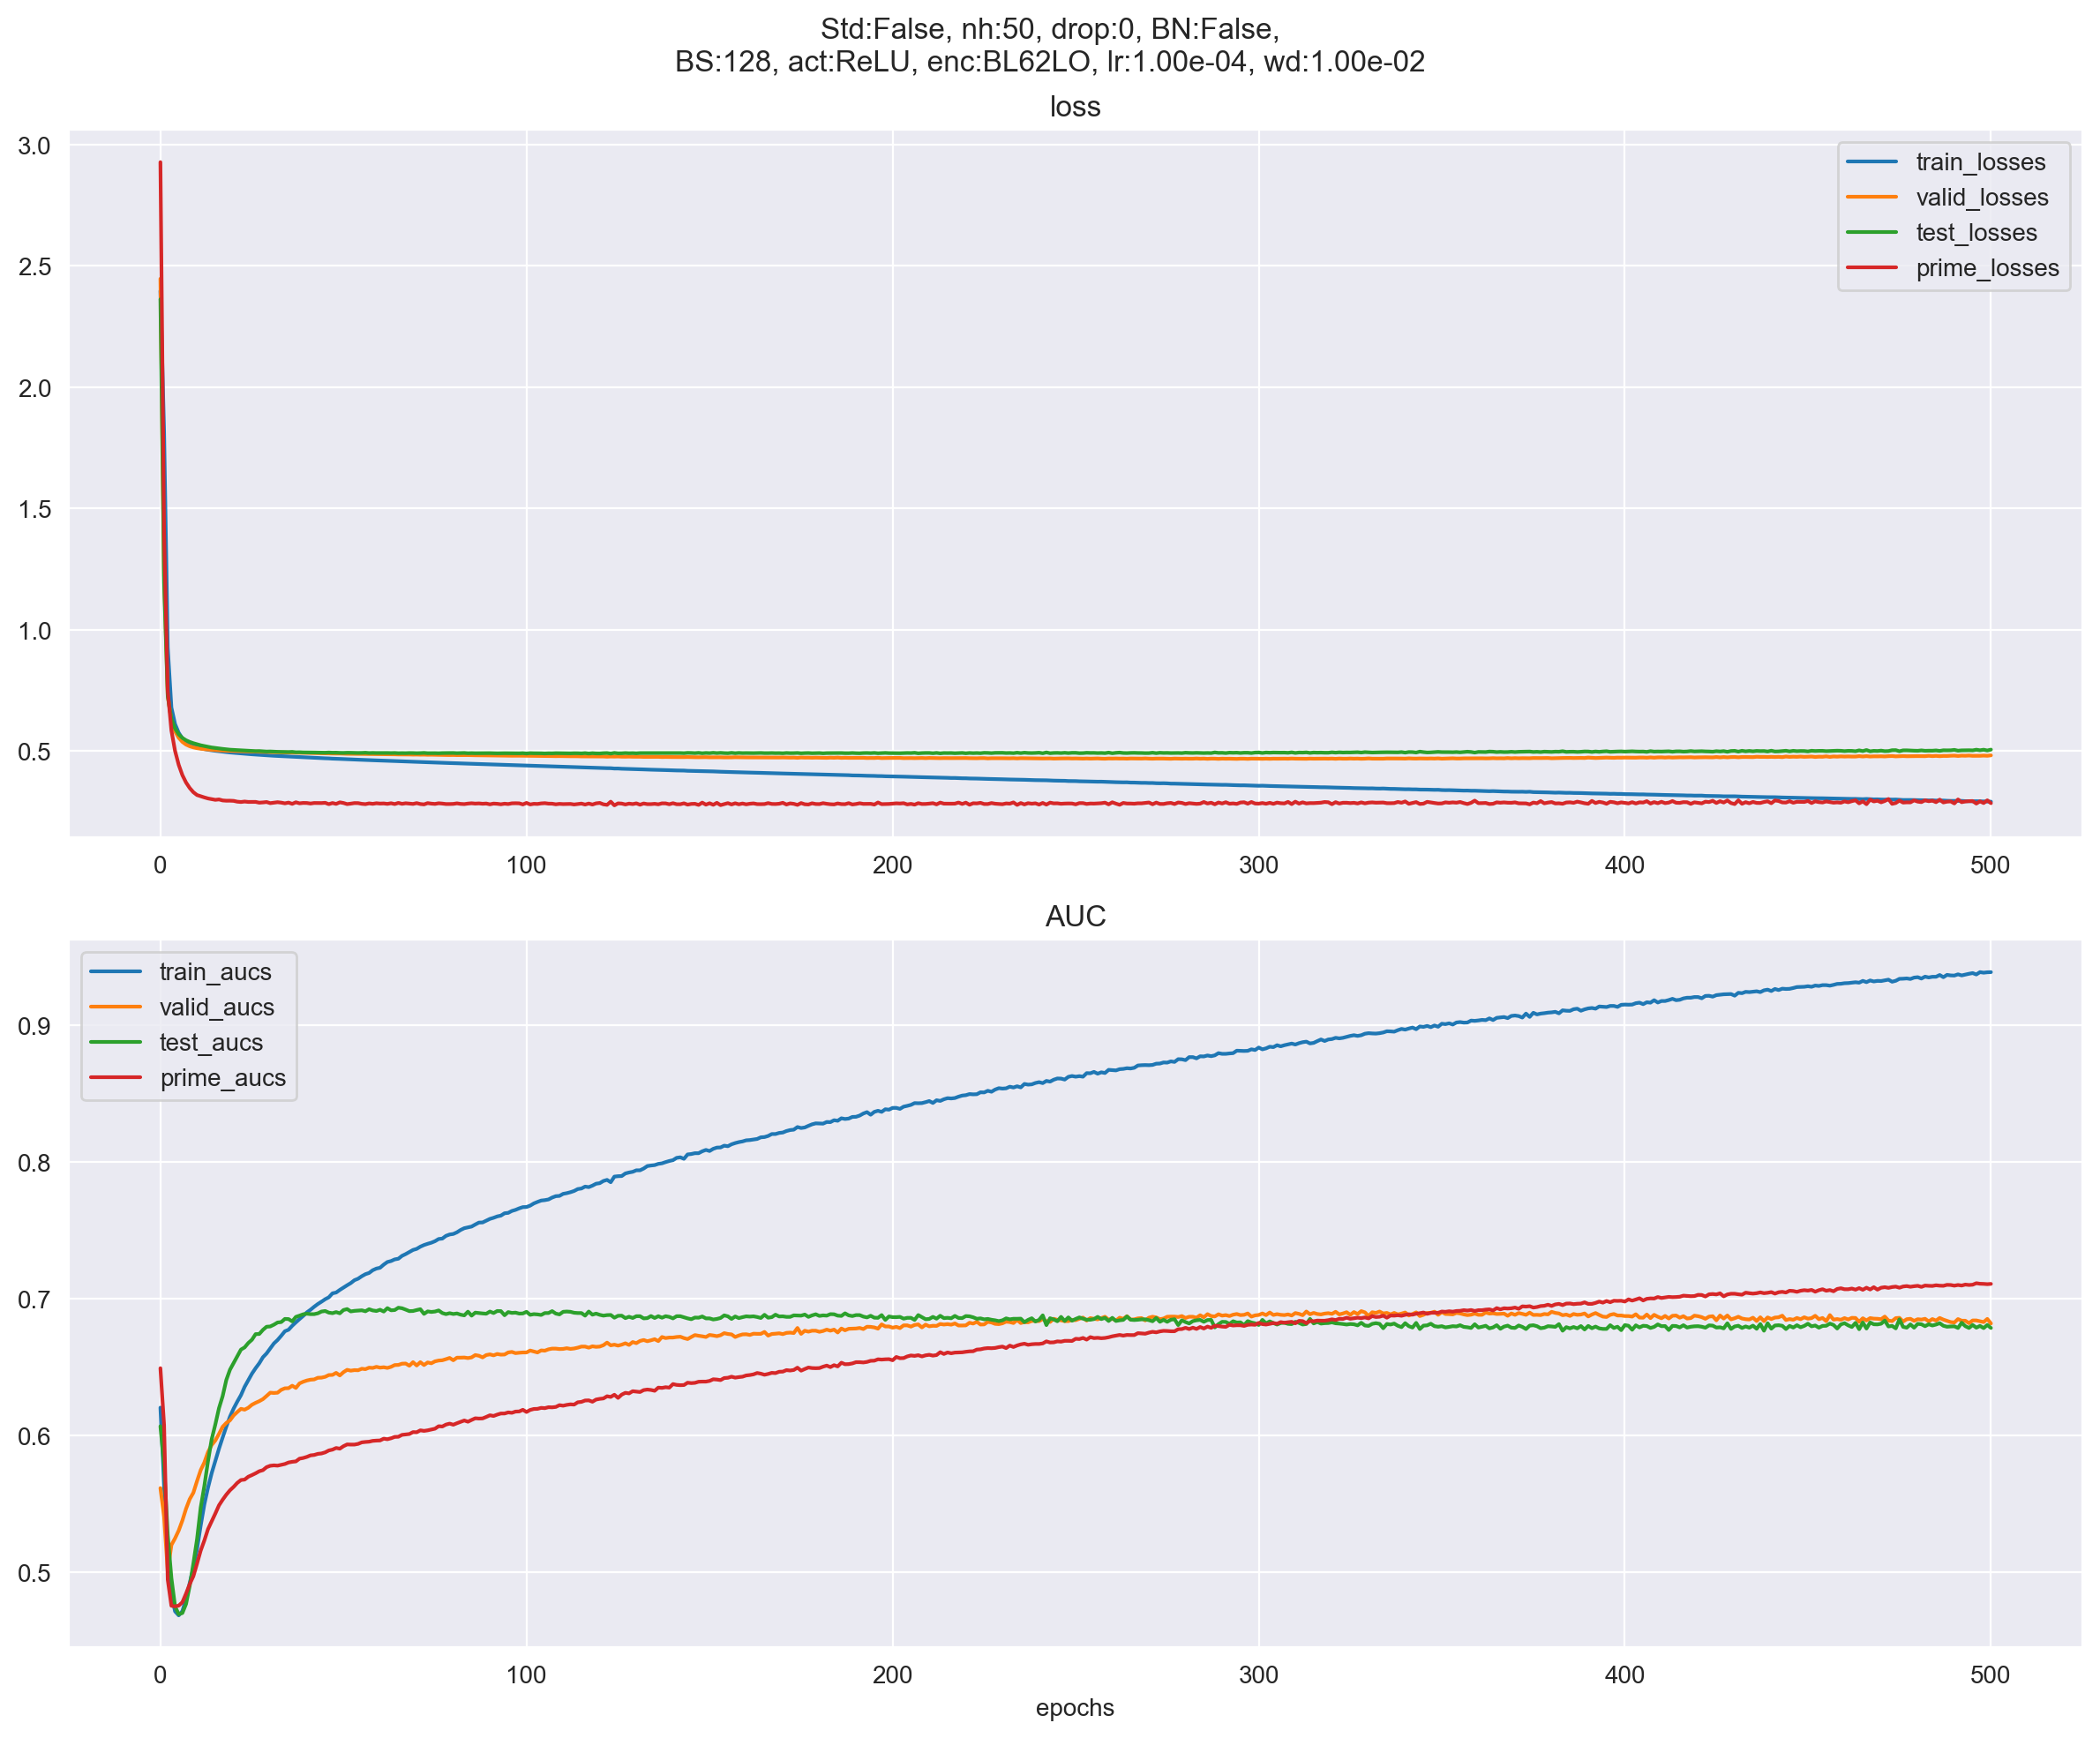 Std:False, nh:50, drop:0, BN:False,
BS:128, act:ReLU, enc:BL62LO, lr:1.00e-04, wd:1.00e-02
loss
3.0
2.5
2.0
1.5
1.0
0.5
train_losses
valid_losses
test_losses
prime_losses
0 100 200 300 400 500
AUC
train_aucs
valid_aucs
test_aucs
prime_aucs
0.9
0.8
0.7
0.6
0.5
0 100 200 300 400 500
epochs